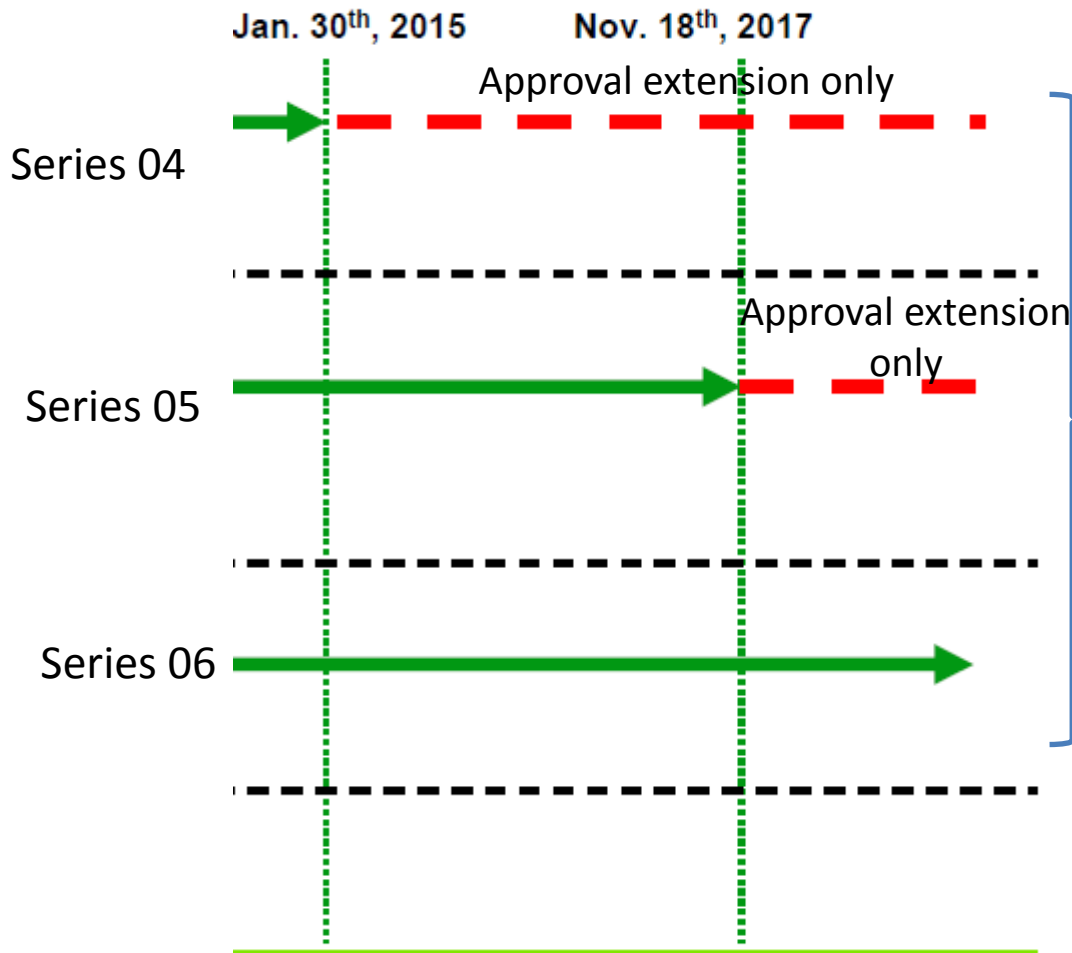 Jan. 30th, 2015 Nov. 18th, 2017
Approval extension only
Series 04
Approval extension
only
Series 05
Series 06